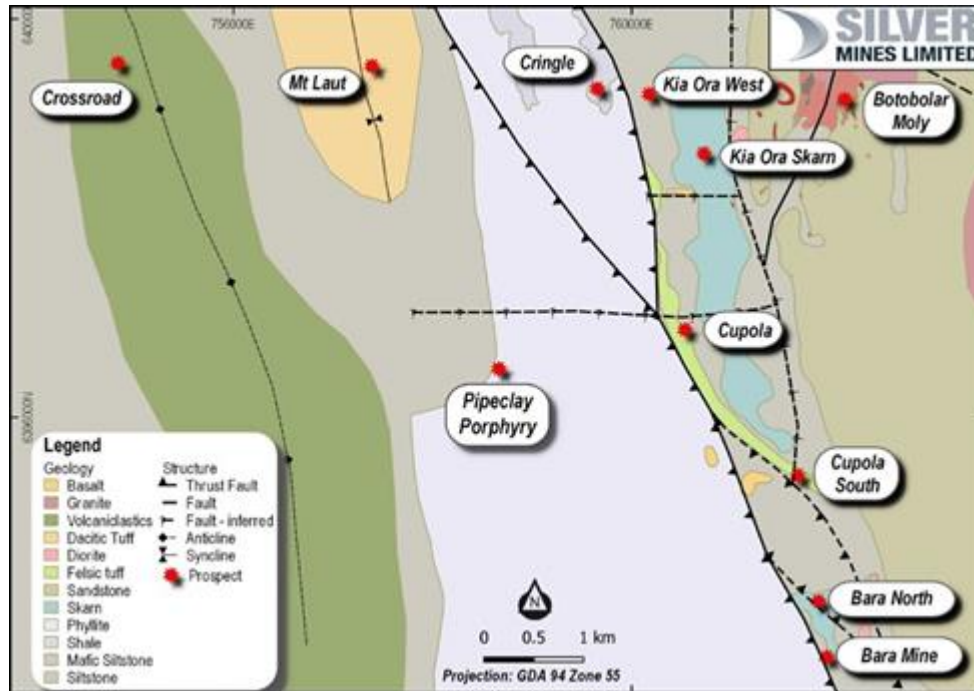 756000E
760000E
SILVER
MINES LIMITED
Crossroad
Mt Laut
Cringle
Kia Ora West
Botobolar
Moly
Kia Ora Skarn
Cupola
Pipeclay
Porphyry
Cupola
South
Bara North
Bara Mine
Legend
Geology
Basalt
Granite
Volcaniclastics
Dacitic Tuff
Diorite
Felsic tuff
Sandstone
Skarn
Phyllite
Shale
Mafic Siltstone
Siltstone
Structure
Thrust Fault
Fault
Fault - inferred
Anticline
Syncline
Prospect
N
0 0.5 1 km
Projection: GDA 94 Zone 55